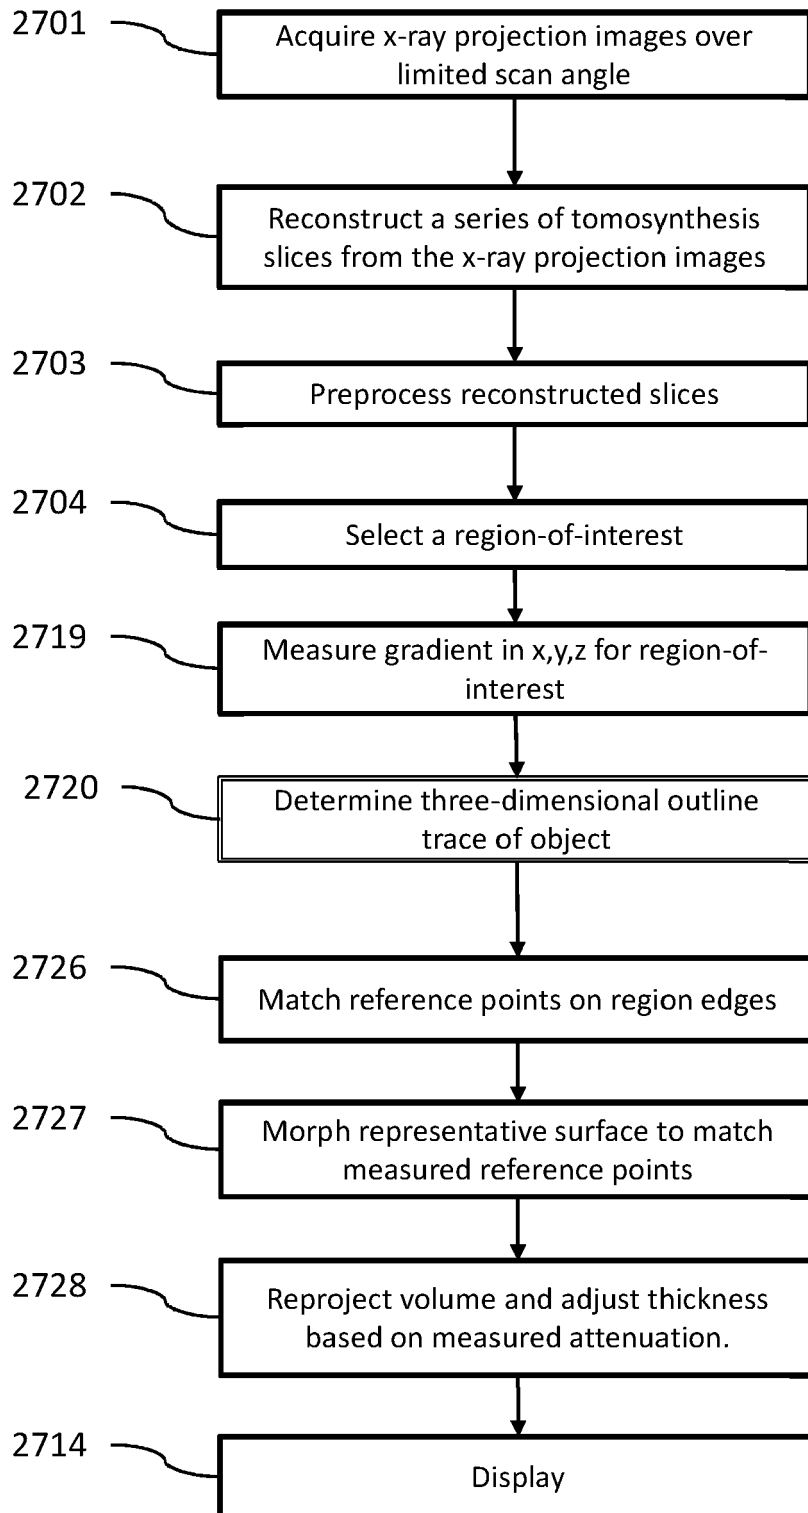 2701
Acquire x-ray projection images over
limited scan angle
2702
Reconstruct a series of tomosynthesis
slices from the x-ray projection images
2703
Preprocess reconstructed slices
2704
Select a region-of-interest
2719
Measure gradient in x,y,z for region-of-
interest
2720
Determine three-dimensional outline
trace of object
2726
Match reference points on region edges
2727
Morph representative surface to match
measured reference points
2728
Reproject volume and adjust thickness
based on measured attenuation.
2714
Display